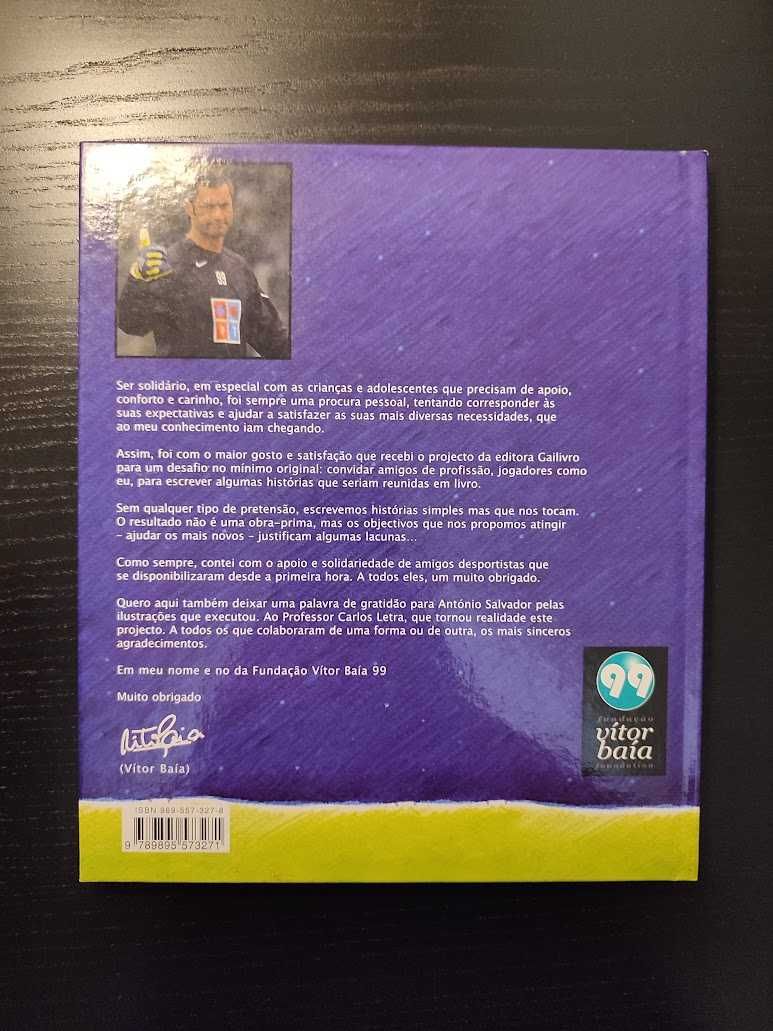 99
Ser solidário, em especial com as crianças e adolescentes que precisam de apoio,
conforto e carinho, foi sempre uma procura pessoal, tentando corresponder às
suas expectativas e ajudar a satisfazer as suas mais diversas necessidades, que
ao meu conhecimento iam chegando.
Assim, foi com o maior gosto e satisfação que recebi o projecto da editora Gailivro
para um desafio no mínimo original: convidar amigos de profissão, jogadores como
eu, para escrever algumas histórias que seriam reunidas em livro.
Sem qualquer tipo de pretensão, escrevemos histórias simples mas que nos tocam.
O resultado não é uma obra-prima, mas os objectivos que nos propomos atingir
– ajudar os mais novos – justificam algumas lacunas...
Como sempre, contei com o apoio e solidariedade de amigos desportistas que
se disponibilizaram desde a primeira hora. A todos eles, um muito obrigado.
Quero aqui também deixar uma palavra de gratidão para António Salvador pelas
ilustrações que executou. Ao Professor Carlos Letra, que tornou realidade este
projecto. A todos os que colaboraram de uma forma ou de outra, os mais sinceros
agradecimentos.
Em meu nome e no da Fundação Vítor Baía 99
Muito obrigado
(Vítor Baía)
99
fundação
vítor
baía
foundation
ISBN 989-557-327-8
9 789895 573271